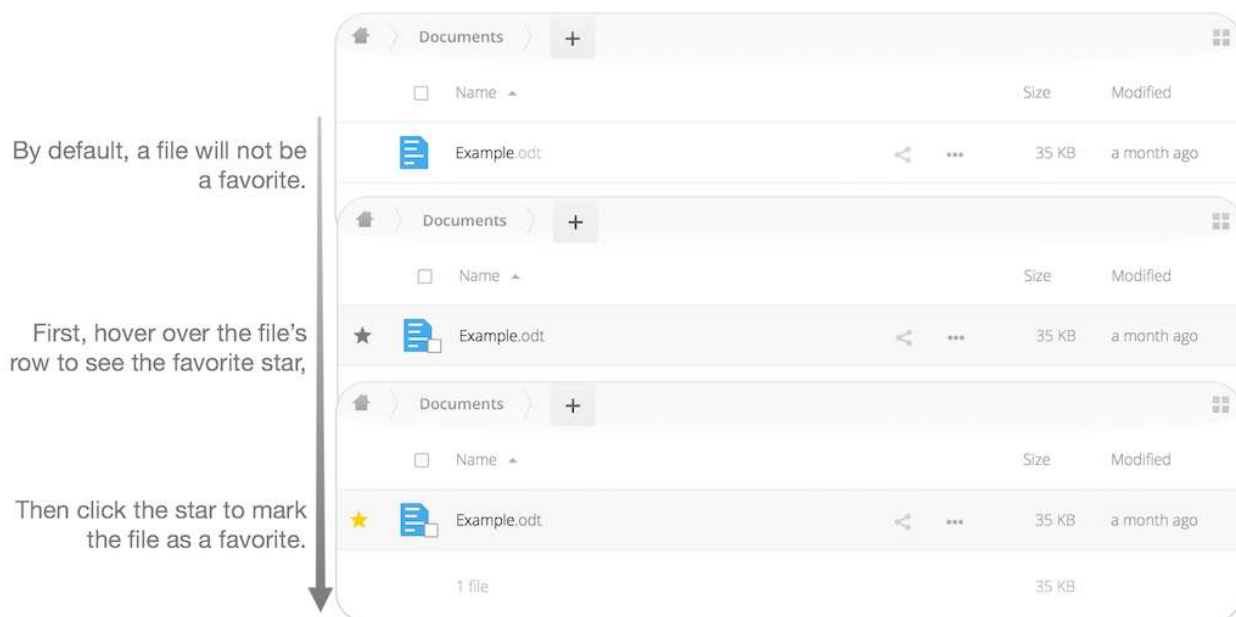 Documents +
Name Size Modified
By default, a file will not be
a favorite.
Example.odt 35 KB a month ago
Documents +
Name Size Modified
First, hover over the file’s
row to see the favorite star,
Example.odt 35 KB a month ago
Documents +
Name Size Modified
Then click the star to mark
the file as a favorite.
Example.odt 35 KB a month ago
1 file 35 KB